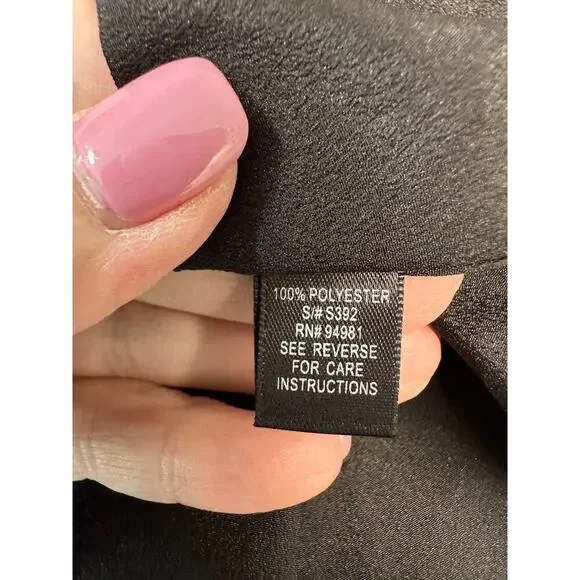 100% POLYESTER
S/# S392
RN# 94981
SEE REVERSE
FOR CARE
INSTRUCTIONS